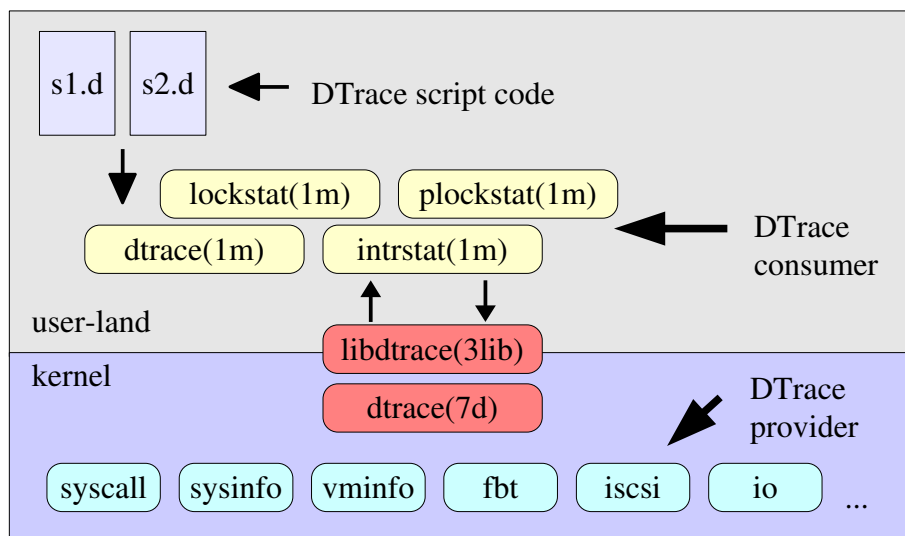 s1.d s2.d
DTrace script code
lockstat(1m) plockstat(1m)
dtrace(1m) intrstat(1m)
DTrace
consumer
user-land
libdtrace(3lib)
kernel
dtrace(7d)
DTrace
provider
syscall sysinfo vminfo fbt iscsi io ...